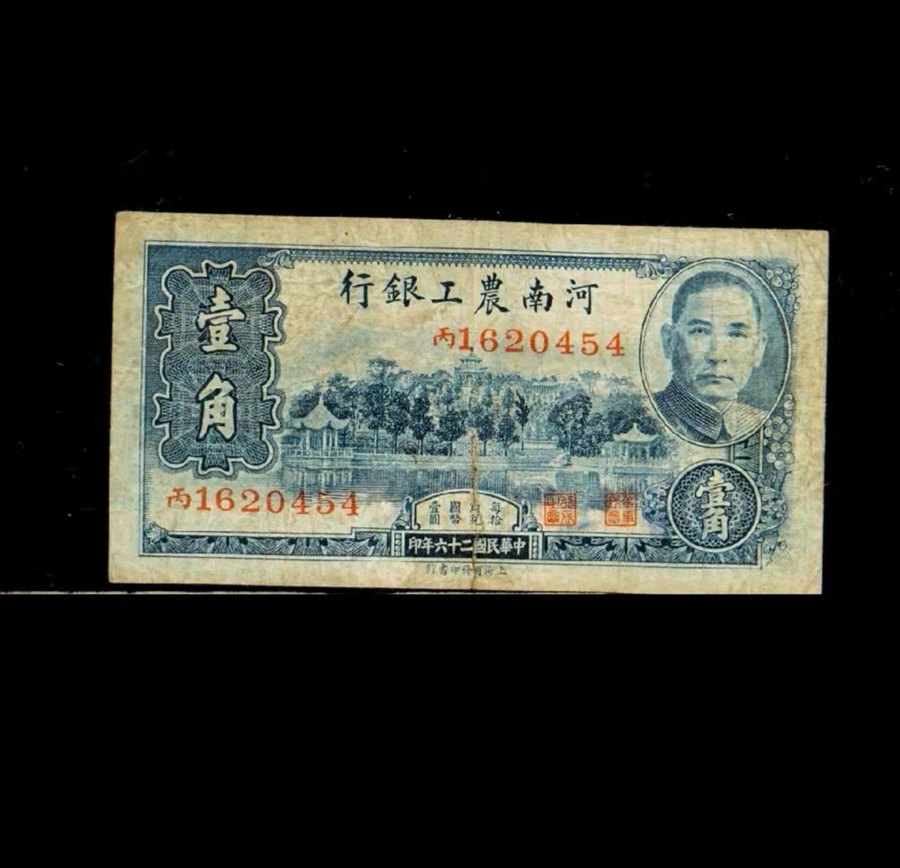 河南農工銀行
丙1620454
壹角
丙1620454
每拾角兌國幣壹圓
壹角
中華民國二十六年印